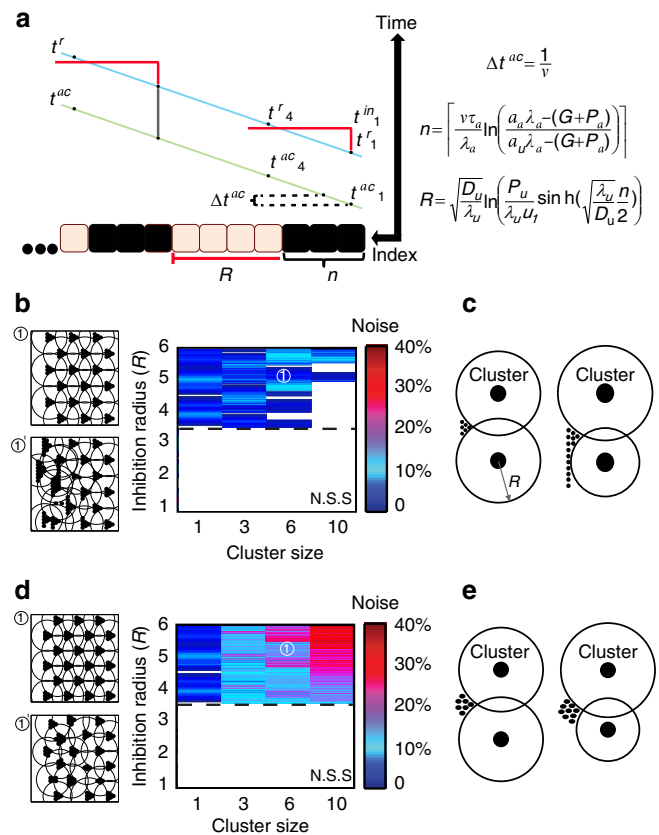 a
Time
t^r
t^ac
t^r_4
t^in_1
t^r_1
t^ac_4
Δt^ac
t^ac_1
Index
R
n
Δt^ac = 1/v
n = ⌈ vτ_a/λ_a ln( a_aλ_a−(G+P_a) / a_uλ_a−(G+P_a) ) ⌉
R = √(D_u/λ_u) ln( P_u/λ_u u_1 sin h(√(λ_u/D_u) n/2) )
b
①
①'
Inhibition radius (R)
6
5
4
3
2
1
①
N.S.S
1 3 6 10
Cluster size
Noise
40%
30%
20%
10%
0
c
Cluster
Cluster
R
d
①
①
Inhibition radius (R)
6
5
4
3
2
1
①
N.S.S
1 3 6 10
Cluster size
Noise
40%
30%
20%
10%
0
e
Cluster
Cluster